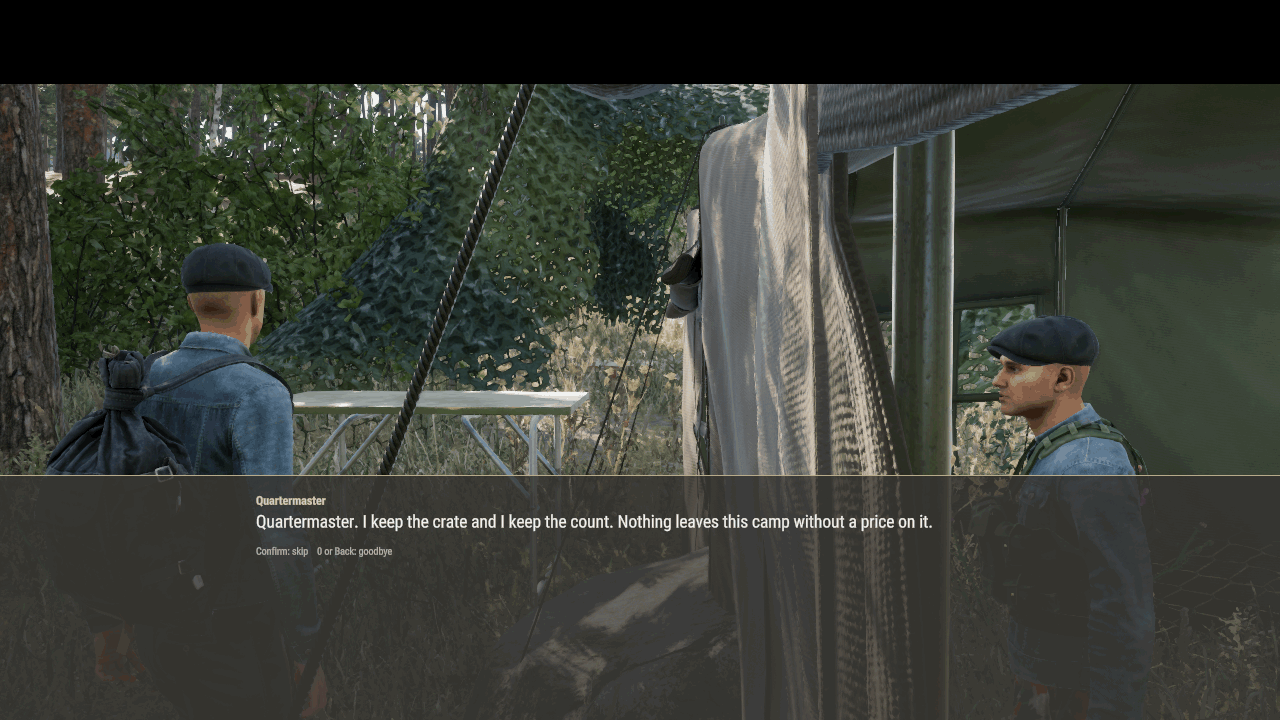 Quartermaster
Quartermaster. I keep the crate and I keep the count. Nothing leaves this camp without a price on it.
Confirm: skip    0 or Back: goodbye